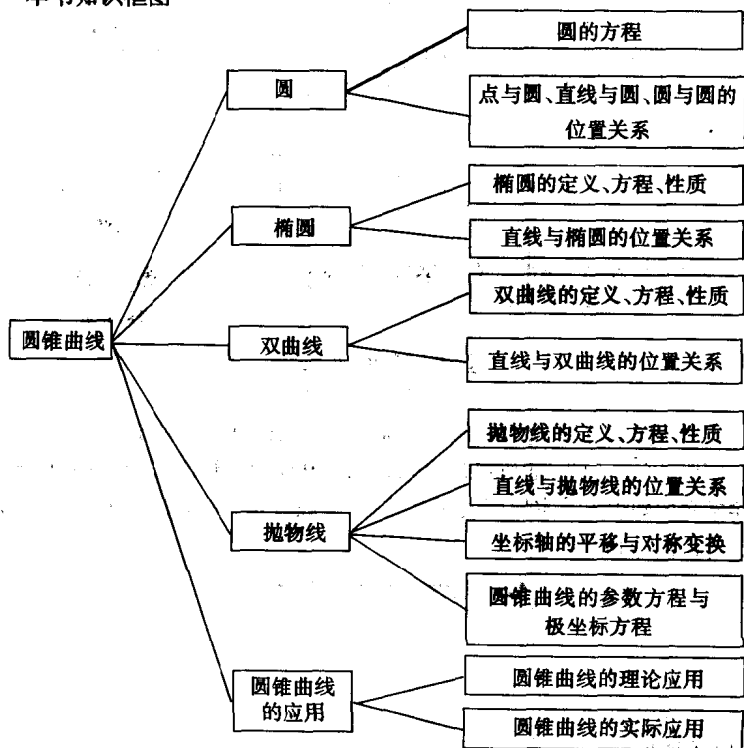 圆的方程
圆
点与圆、直线与圆、圆与圆的
位置关系
椭圆的定义、方程、性质
椭圆
直线与椭圆的位置关系
双曲线的定义、方程、性质
圆锥曲线
双曲线
直线与双曲线的位置关系
抛物线的定义、方程、性质
直线与抛物线的位置关系
抛物线
坐标轴的平移与对称变换
圆锥曲线的参数方程与
极坐标方程
圆锥曲线
的应用
圆锥曲线的理论应用
圆锥曲线的实际应用